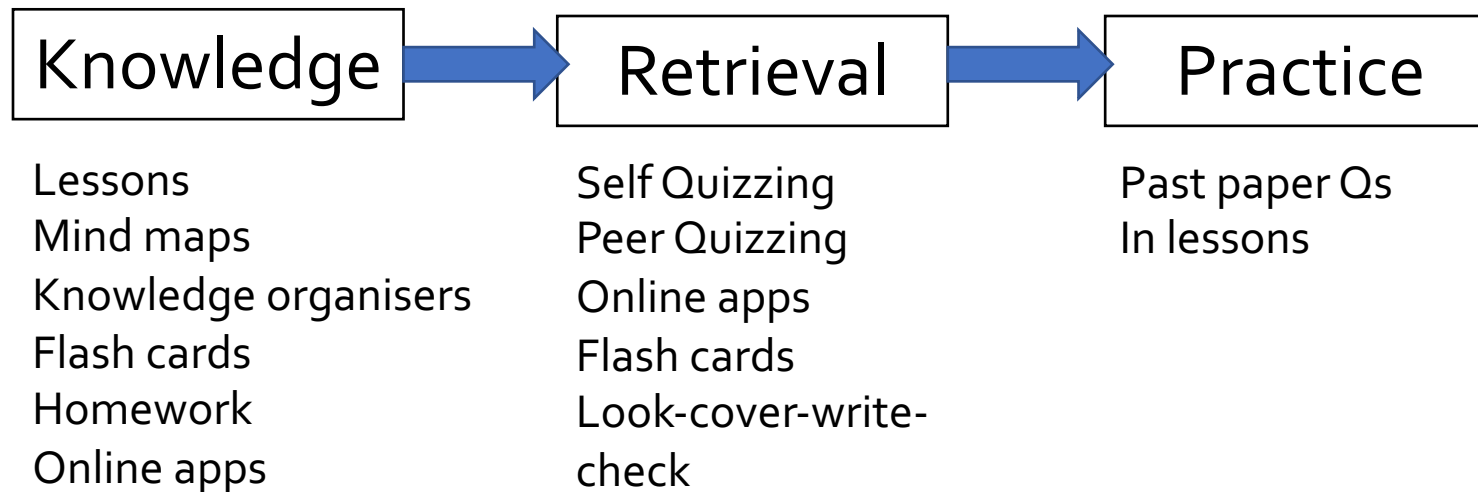 Knowledge
Retrieval
Practice
Lessons
Mind maps
Knowledge organisers
Flash cards
Homework
Online apps
Self Quizzing
Peer Quizzing
Online apps
Flash cards
Look-cover-write-
check
Past paper Qs
In lessons